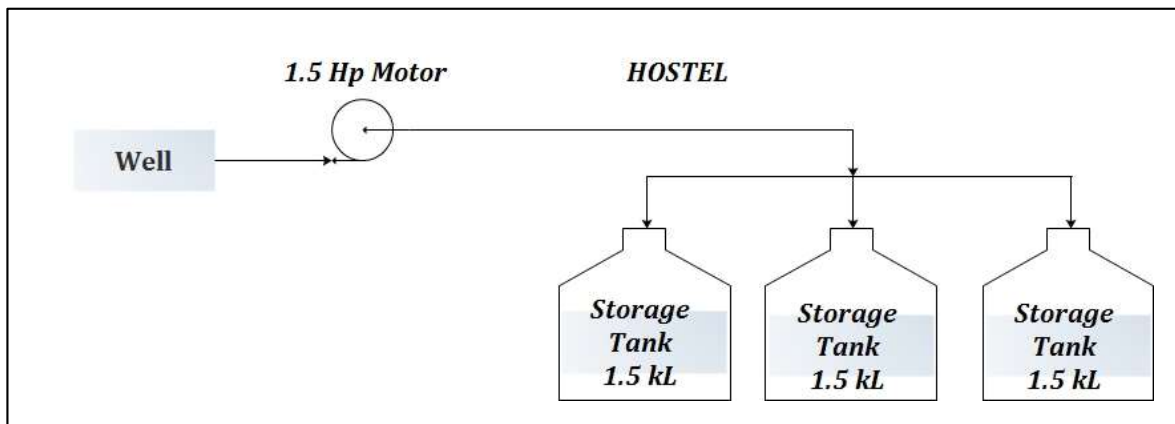 1.5 Hp Motor
HOSTEL
Well
Storage
Tank
1.5 kL
Storage
Tank
1.5 kL
Storage
Tank
1.5 kL